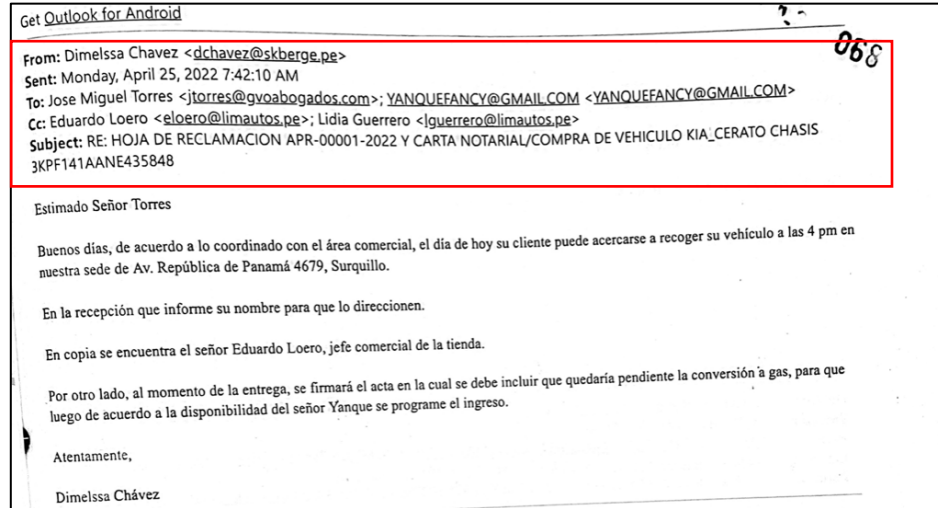 Get Outlook for Android
068
From: Dimelssa Chavez <dchavez@skberge.pe>
Sent: Monday, April 25, 2022 7:42:10 AM
To: Jose Miguel Torres <jtorres@gvoabogados.com>; YANQUEFANCY@GMAIL.COM <YANQUEFANCY@GMAIL.COM>
Cc: Eduardo Loero <eloero@limautos.pe>; Lidia Guerrero <lguerrero@limautos.pe>
Subject: RE: HOJA DE RECLAMACION APR-00001-2022 Y CARTA NOTARIAL/COMPRA DE VEHICULO KIA_CERATO CHASIS
3KPF141AANE435848
Estimado Señor Torres
Buenos días, de acuerdo a lo coordinado con el área comercial, el día de hoy su cliente puede acercarse a recoger su vehículo a las 4 pm en
nuestra sede de Av. República de Panamá 4679, Surquillo.
En la recepción que informe su nombre para que lo direccionen.
En copia se encuentra el señor Eduardo Loero, jefe comercial de la tienda.
Por otro lado, al momento de la entrega, se firmará el acta en la cual se debe incluir que quedaría pendiente la conversión a gas, para que
luego de acuerdo a la disponibilidad del señor Yanque se programe el ingreso.
Atentamente,
Dimelssa Chávez